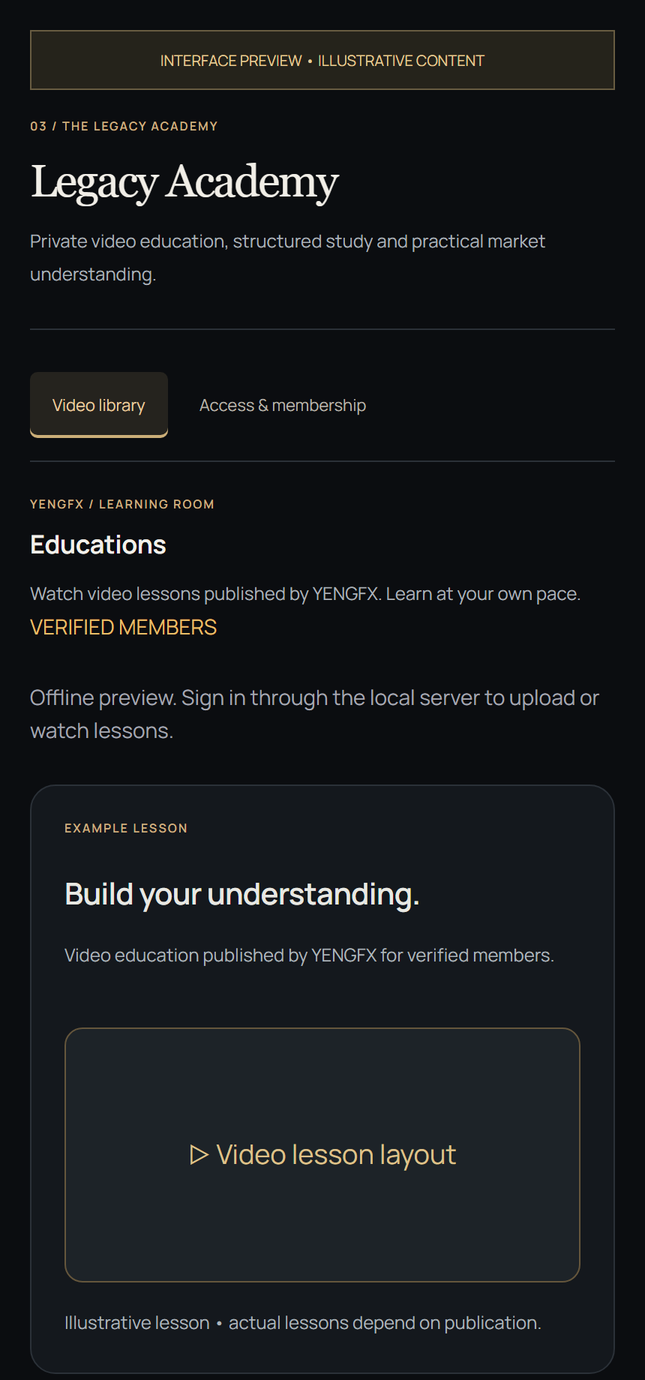 INTERFACE PREVIEW • ILLUSTRATIVE CONTENT
03 / THE LEGACY ACADEMY
Legacy Academy
Private video education, structured study and practical market
understanding.
Video library
Access & membership
YENGFX / LEARNING ROOM
Educations
Watch video lessons published by YENGFX. Learn at your own pace.
VERIFIED MEMBERS
Offline preview. Sign in through the local server to upload or
watch lessons.
EXAMPLE LESSON
Build your understanding.
Video education published by YENGFX for verified members.
▷ Video lesson layout
Illustrative lesson • actual lessons depend on publication.